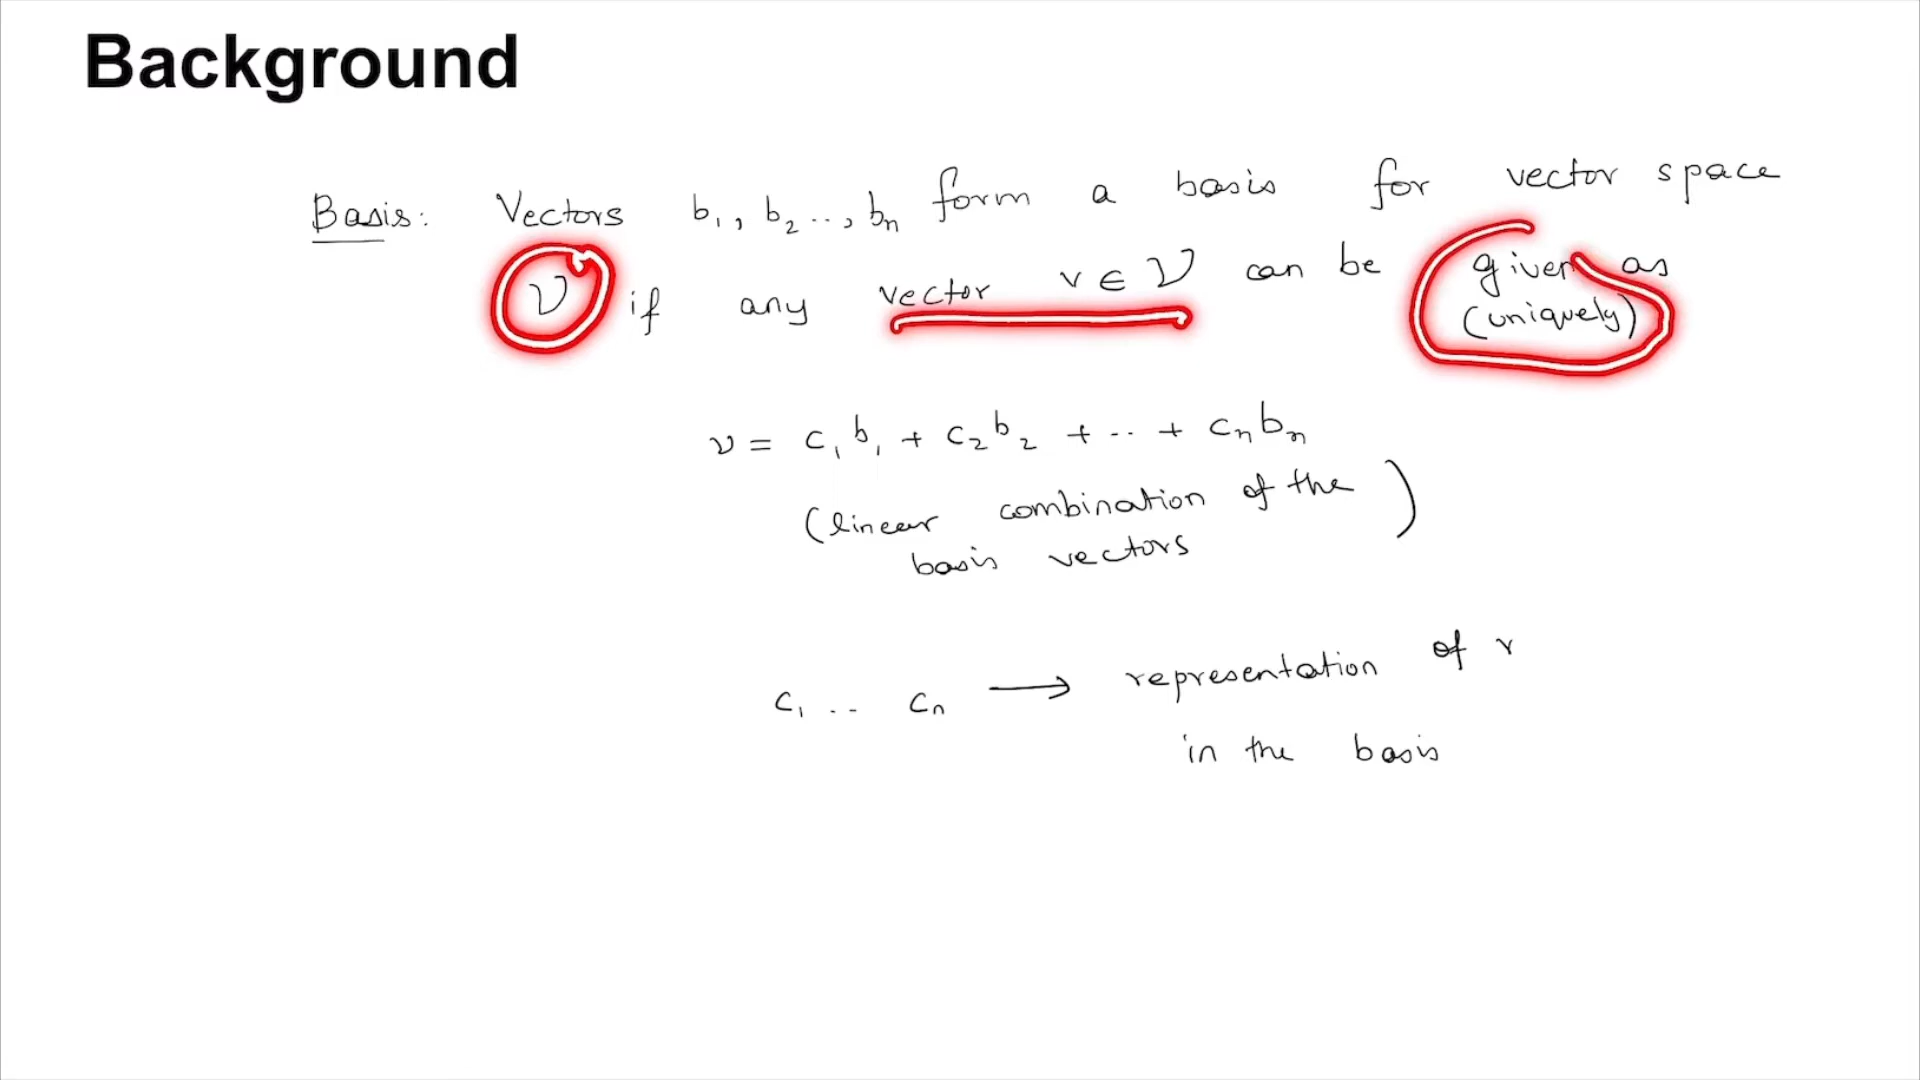 Background
Basis: Vectors b₁, b₂ .., bₙ form a basis for vector space
V if any vector v ∈ V can be given as
(uniquely)
v = c₁b₁ + c₂b₂ + .. + cₙbₙ
(linear combination of the
basis vectors)
c₁ .. cₙ → representation of v
in the basis